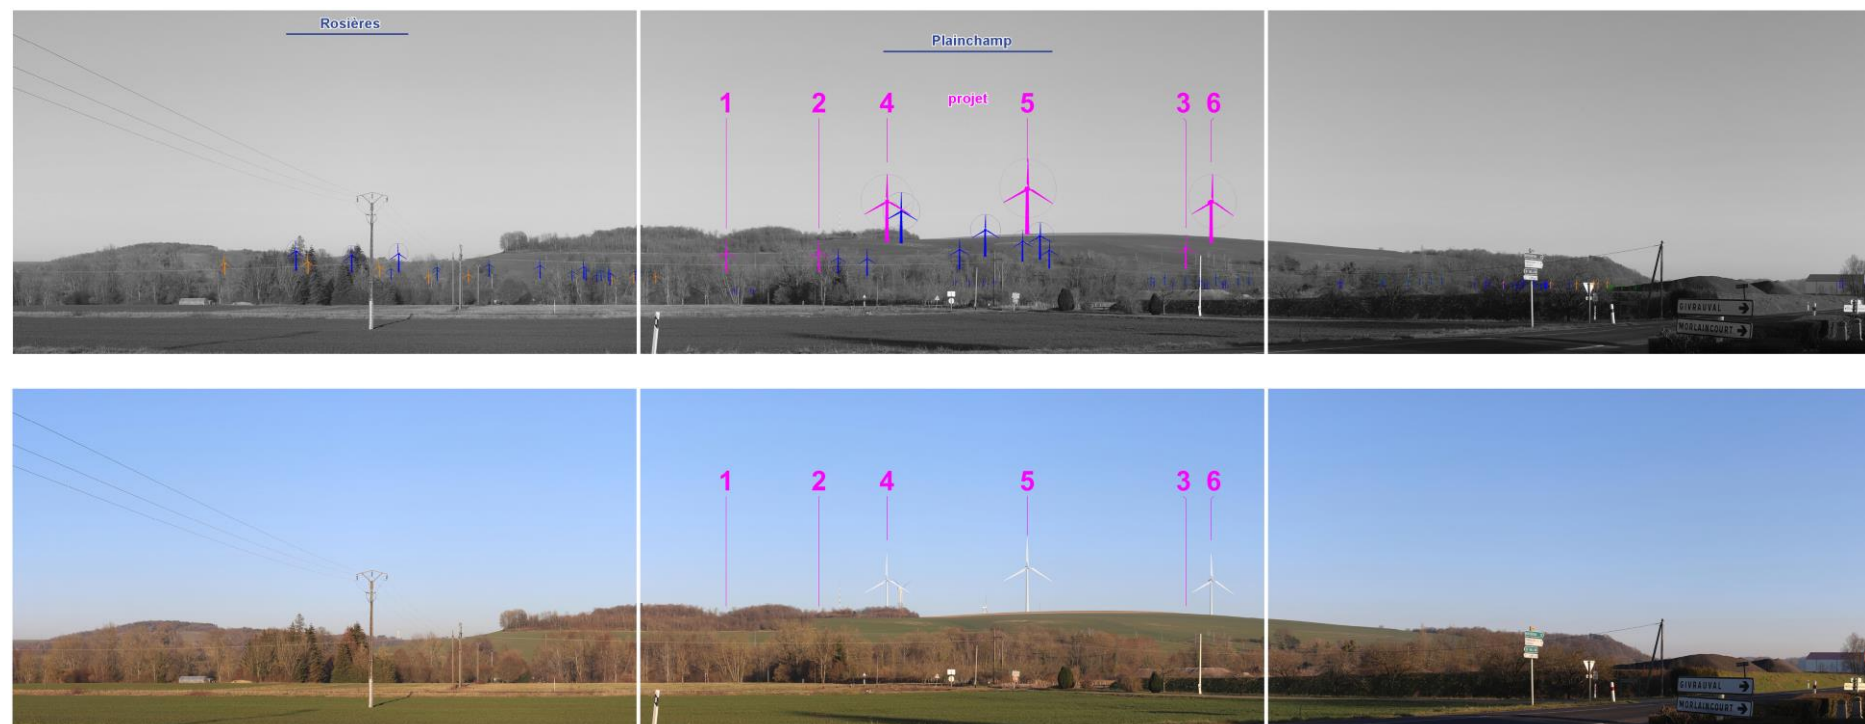 Rosières
Plainchamp
projet
1 2 4 5 3 6
GIVRAUVAL
MORLAINCOURT
1 2 4 5 3 6
GIVRAUVAL
MORLAINCOURT